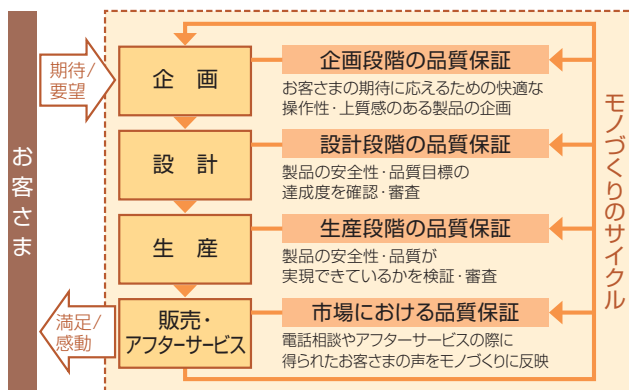 お客さま
期待/
要望
企画
企画段階の品質保証
お客さまの期待に応えるための快適な
操作性・上質感のある製品の企画
設計
設計段階の品質保証
製品の安全性・品質目標の
達成度を確認・審査
生産
生産段階の品質保証
製品の安全性・品質が
実現できているかを検証・審査
満足/
感動
販売・
アフターサービス
市場における品質保証
電話相談やアフターサービスの際に
得られたお客さまの声をモノづくりに反映
モノづくりのサイクル